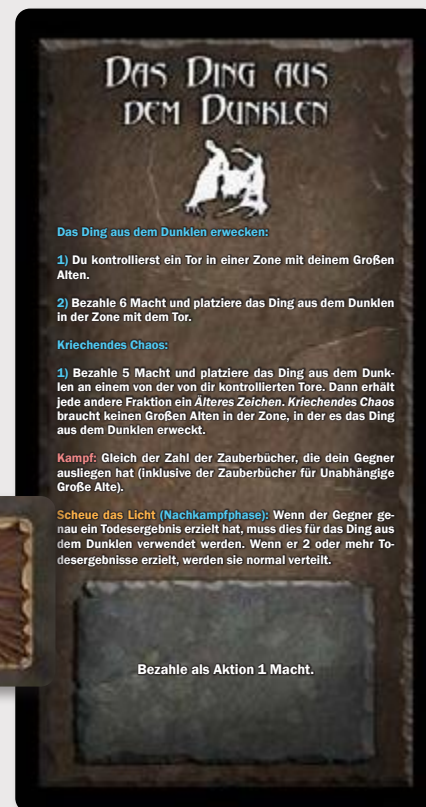 Das Ding aus
dem Dunklen
Das Ding aus dem Dunklen erwecken:
1) Du kontrollierst ein Tor in einer Zone mit deinem Großen
Alten.
2) Bezahle 6 Macht und platziere das Ding aus dem Dunklen
in der Zone mit dem Tor.
Kriechendes Chaos:
1) Bezahle 5 Macht und platziere das Ding aus dem Dunk-
len an einem von der von dir kontrollierten Tore. Dann erhält
jede andere Fraktion ein Älteres Zeichen. Kriechendes Chaos
braucht keinen Großen Alten in der Zone, in der es das Ding
aus dem Dunklen erweckt.
Kampf: Gleich der Zahl der Zauberbücher, die dein Gegner
ausliegen hat (inklusive der Zauberbücher für Unabhängige
Große Alte).
Scheue das Licht (Nachkampfphase): Wenn der Gegner ge-
nau ein Todesergebnis erzielt hat, muss dies für das Ding aus
dem Dunklen verwendet werden. Wenn er 2 oder mehr To-
desergebnisse erzielt, werden sie normal verteilt.
Bezahle als Aktion 1 Macht.